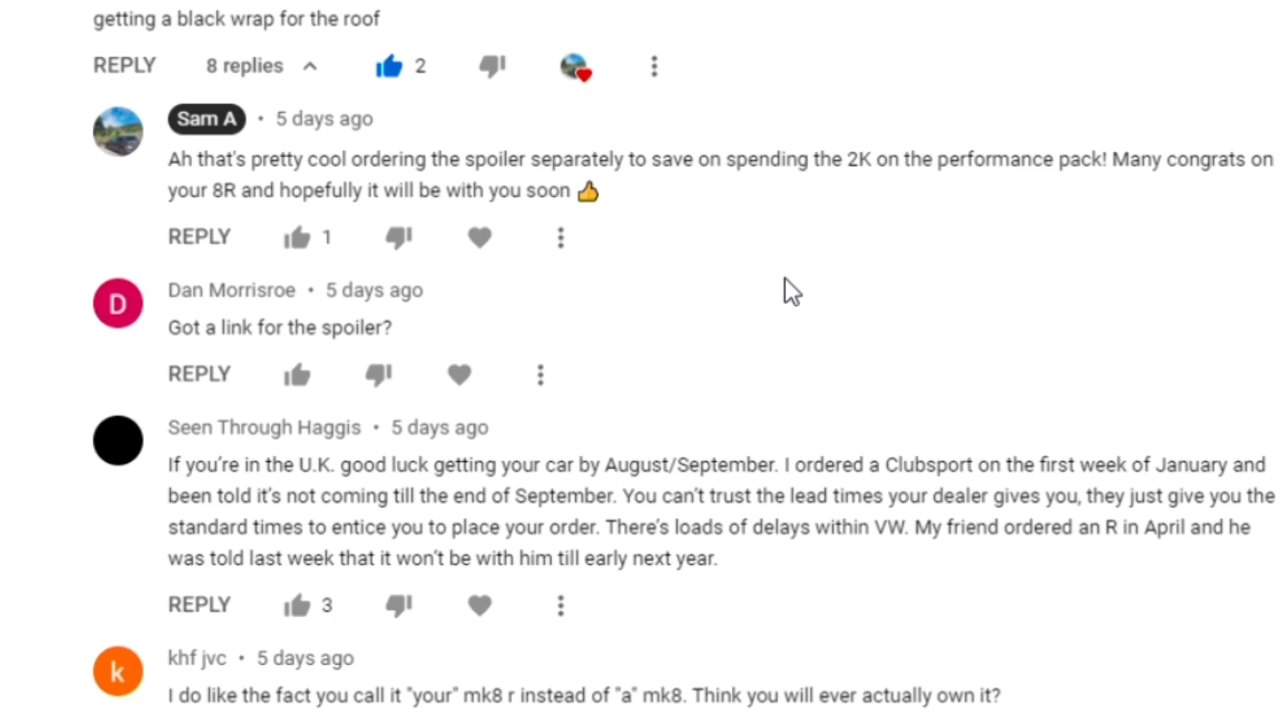 getting a black wrap for the roof
REPLY 8 replies 2
Sam A • 5 days ago
Ah that's pretty cool ordering the spoiler separately to save on spending the 2K on the performance pack! Many congrats on
your 8R and hopefully it will be with you soon 👍
REPLY 1
D
Dan Morrisroe • 5 days ago
Got a link for the spoiler?
REPLY
Seen Through Haggis • 5 days ago
If you're in the U.K. good luck getting your car by August/September. I ordered a Clubsport on the first week of January and
been told it's not coming till the end of September. You can't trust the lead times your dealer gives you, they just give you the
standard times to entice you to place your order. There's loads of delays within VW. My friend ordered an R in April and he
was told last week that it won't be with him till early next year.
REPLY 3
k
khf jvc • 5 days ago
I do like the fact you call it "your" mk8 r instead of "a" mk8. Think you will ever actually own it?